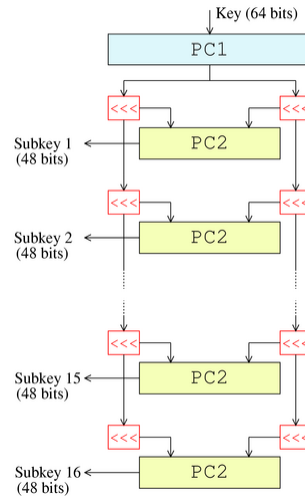 Key (64 bits)
PC1
<<< <<<
Subkey 1
(48 bits)
PC2
<<< <<<
Subkey 2
(48 bits)
PC2
<<< <<<
Subkey 15
(48 bits)
PC2
<<< <<<
Subkey 16
(48 bits)
PC2